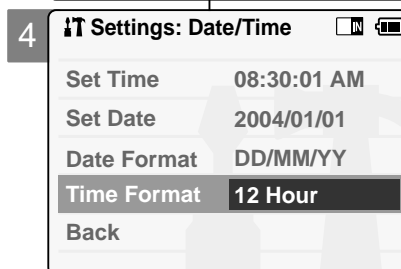 4
Settings: Date/Time IN
Set Time 08:30:01 AM
Set Date 2004/01/01
Date Format DD/MM/YY
Time Format 12 Hour
Back